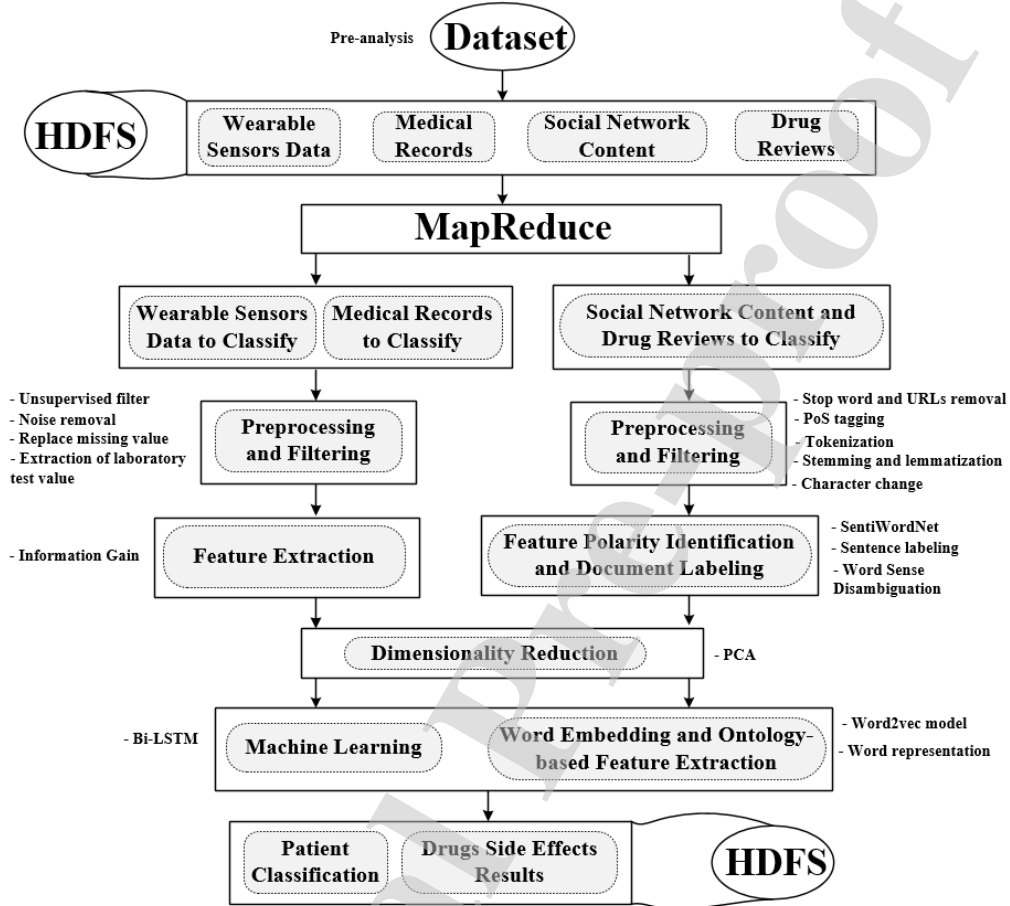 Pre-analysis
Dataset
HDFS
Wearable
Sensors Data
Medical
Records
Social Network
Content
Drug
Reviews
MapReduce
Wearable Sensors
Data to Classify
Medical Records
to Classify
Social Network Content and
Drug Reviews to Classify
- Unsupervised filter
- Noise removal
- Replace missing value
- Extraction of laboratory
test value
Preprocessing
and Filtering
Preprocessing
and Filtering
- Stop word and URLs removal
- PoS tagging
- Tokenization
- Stemming and lemmatization
- Character change
- Information Gain
Feature Extraction
Feature Polarity Identification
and Document Labeling
- SentiWordNet
- Sentence labeling
- Word Sense
Disambiguation
Dimensionality Reduction
- PCA
- Bi-LSTM
Machine Learning
Word Embedding and Ontology-
based Feature Extraction
- Word2vec model
- Word representation
Patient
Classification
Drugs Side Effects
Results
HDFS
al Pre-proof